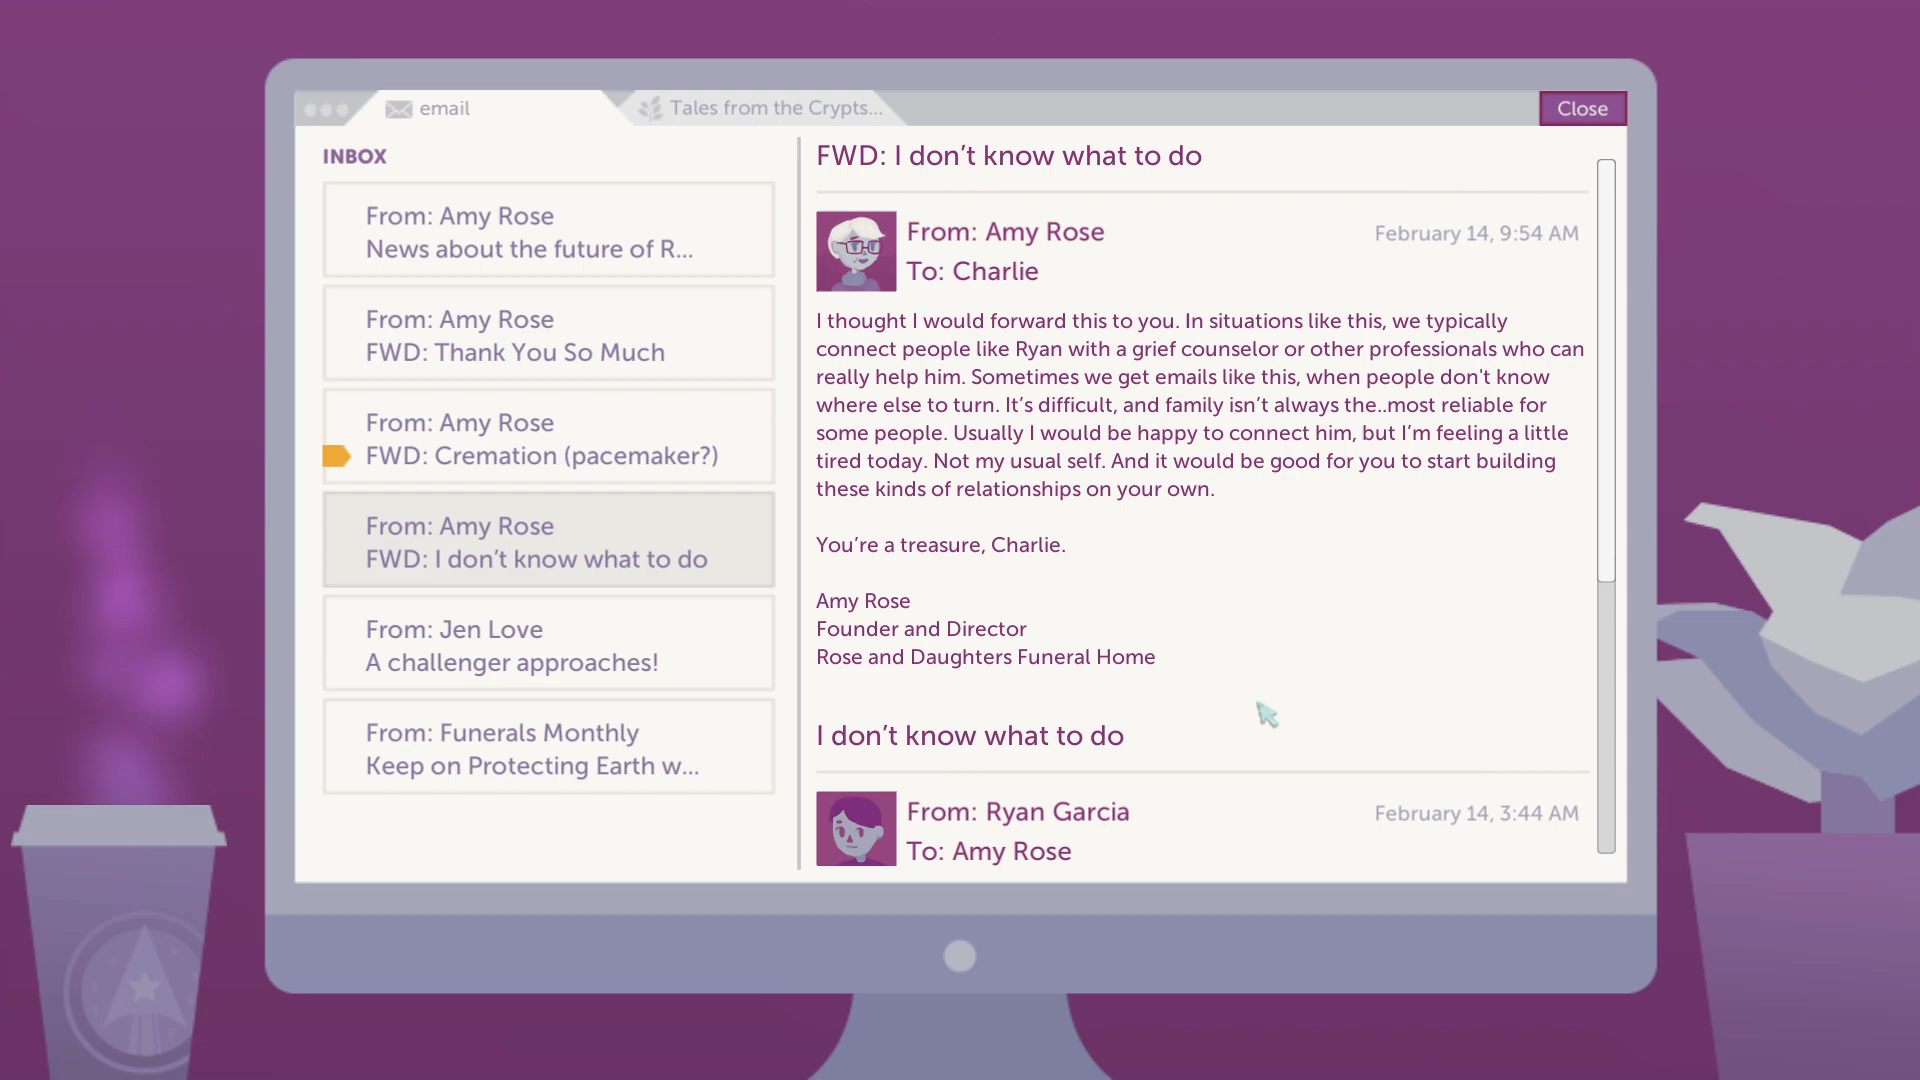 email
Tales from the Crypts...
Close
INBOX
From: Amy Rose
News about the future of R...
From: Amy Rose
FWD: Thank You So Much
From: Amy Rose
FWD: Cremation (pacemaker?)
From: Amy Rose
FWD: I don’t know what to do
From: Jen Love
A challenger approaches!
From: Funerals Monthly
Keep on Protecting Earth w...
FWD: I don’t know what to do
From: Amy Rose
February 14, 9:54 AM
To: Charlie
I thought I would forward this to you. In situations like this, we typically
connect people like Ryan with a grief counselor or other professionals who can
really help him. Sometimes we get emails like this, when people don't know
where else to turn. It’s difficult, and family isn’t always the..most reliable for
some people. Usually I would be happy to connect him, but I’m feeling a little
tired today. Not my usual self. And it would be good for you to start building
these kinds of relationships on your own.
You’re a treasure, Charlie.
Amy Rose
Founder and Director
Rose and Daughters Funeral Home
I don’t know what to do
From: Ryan Garcia
February 14, 3:44 AM
To: Amy Rose